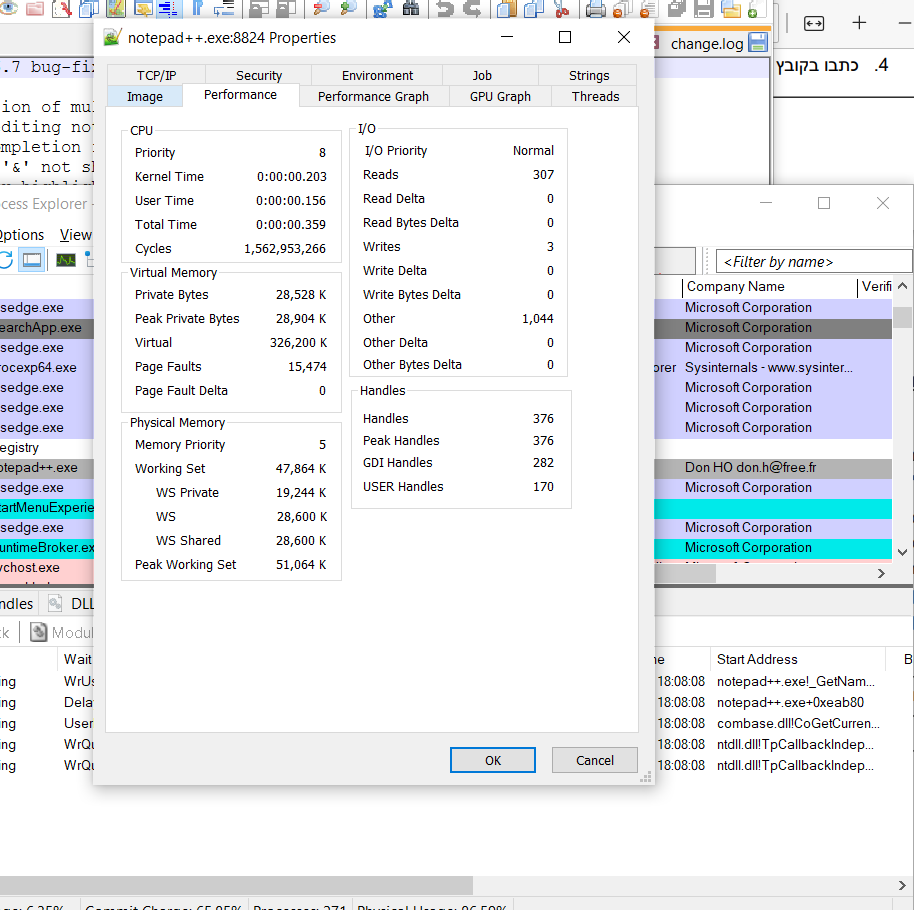 notepad++.exe:8824 Properties
change.log
4. כתבו בקובץ
.7 bug-fi
ion of mu
diting no
mpletion
'&' not s
TCP/IP Security Environment Job Strings
Image Performance Performance Graph GPU Graph Threads
CPU
Priority 8
Kernel Time 0:00:00.203
User Time 0:00:00.156
Total Time 0:00:00.359
Cycles 1,562,953,266
Virtual Memory
Private Bytes 28,528 K
Peak Private Bytes 28,904 K
Virtual 326,200 K
Page Faults 15,474
Page Fault Delta 0
Physical Memory
Memory Priority 5
Working Set 47,864 K
WS Private 19,244 K
WS 28,600 K
WS Shared 28,600 K
Peak Working Set 51,064 K
I/O
I/O Priority Normal
Reads 307
Read Delta 0
Read Bytes Delta 0
Writes 3
Write Delta 0
Write Bytes Delta 0
Other 1,044
Other Delta 0
Other Bytes Delta 0
Handles
Handles 376
Peak Handles 376
GDI Handles 282
USER Handles 170
OK Cancel
cess Explorer -
Options View
<Filter by name>
Company Name Verifi
sedge.exe Microsoft Corporation
earchApp.exe Microsoft Corporation
sedge.exe Microsoft Corporation
rocexp64.exe orer Sysinternals - www.sysinter...
sedge.exe Microsoft Corporation
sedge.exe Microsoft Corporation
sedge.exe Microsoft Corporation
egistry
otepad++.exe Don HO don.h@free.fr
sedge.exe Microsoft Corporation
tartMenuExperie
sedge.exe Microsoft Corporation
untimeBroker.ex Microsoft Corporation
vchost.exe
ndles DLL
ck Modul
Wait me Start Address B
ing WrUs 18:08:08 notepad++.exe!_GetNam...
ing Dela 18:08:08 notepad++.exe+0xeab80
ing User 18:08:08 combase.dll!CoGetCurren...
ing WrQu 18:08:08 ntdll.dll!TpCallbackIndep...
ing WrQu 18:08:08 ntdll.dll!TpCallbackIndep...